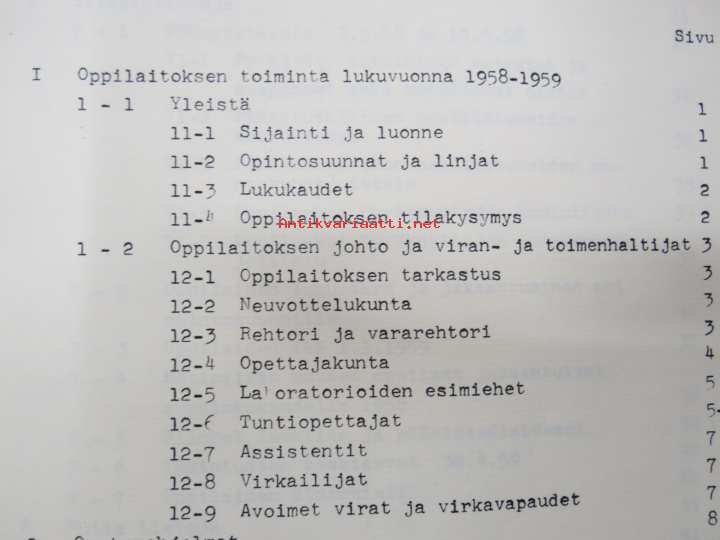 Sivu
I Oppilaitoksen toiminta lukuvuonna 1958-1959
1 - 1 Yleistä 1
11-1 Sijainti ja luonne 1
11-2 Opintosuunnat ja linjat 1
11-3 Lukukaudet 2
11-4 Oppilaitoksen tilakysymys 2
Antikvariaatti.net
1 - 2 Oppilaitoksen johto ja viran- ja toimenhaltijat 3
12-1 Oppilaitoksen tarkastus 3
12-2 Neuvottelukunta 3
12-3 Rehtori ja vararehtori 3
12-4 Opettajakunta 4
12-5 Laboratorioiden esimiehet 5
12-6 Tuntiopettajat 5-
12-7 Assistentit 7
12-8 Virkailijat 7
12-9 Avoimet virat ja virkavapaudet 7
8